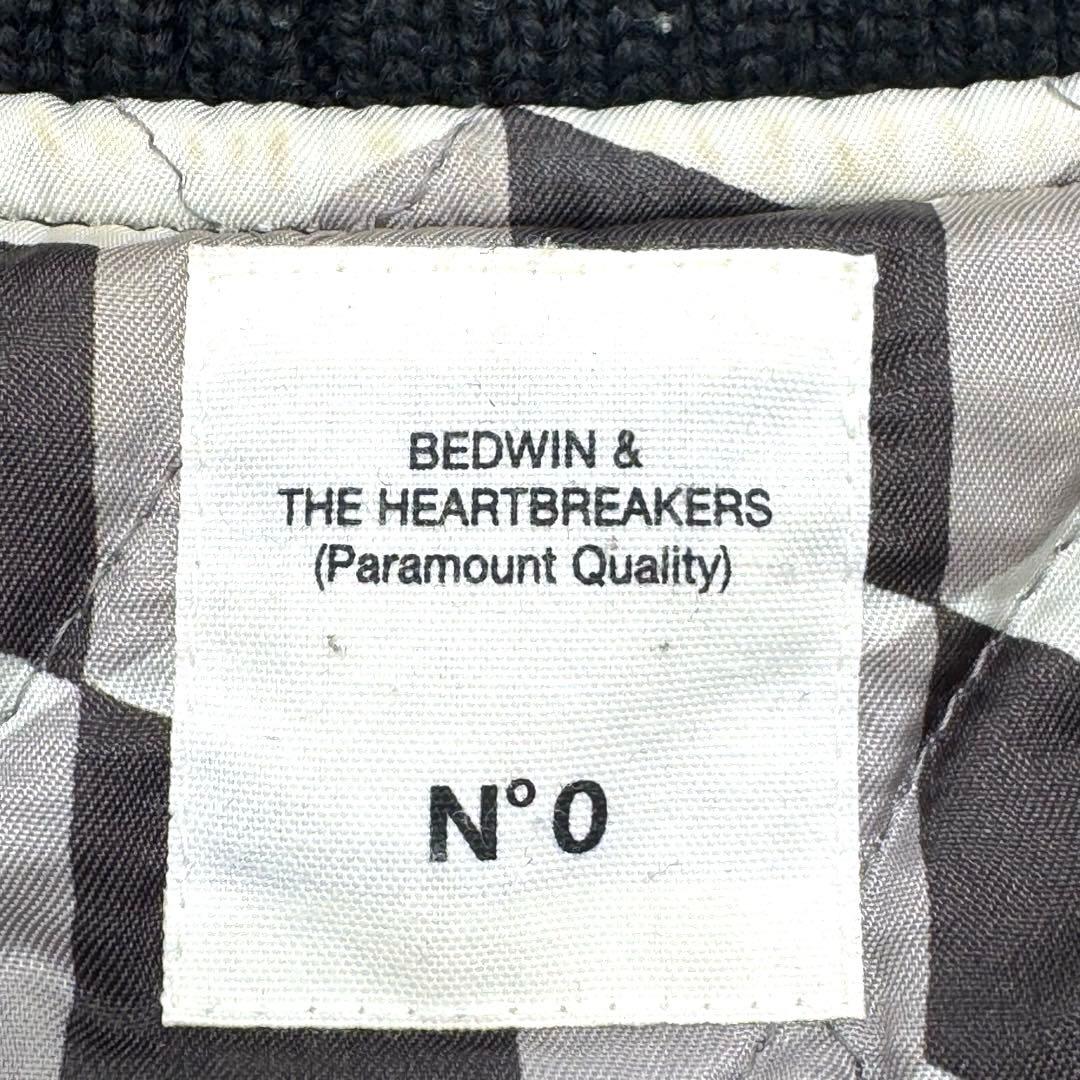 BEDWIN &
THE HEARTBREAKERS
(Paramount Quality)
N° 0